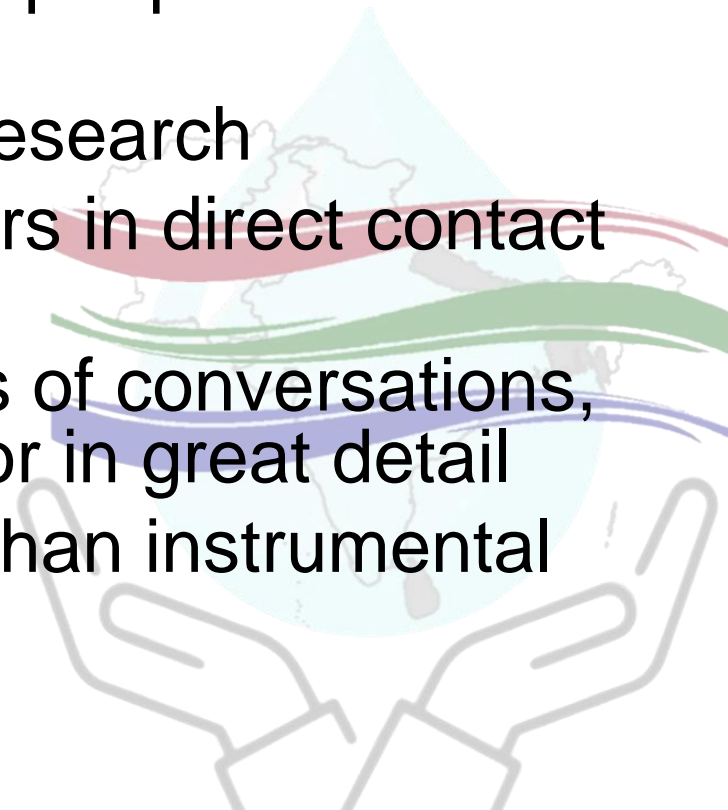 esearch
rs in direct contact
s of conversations,
or in great detail
han instrumental